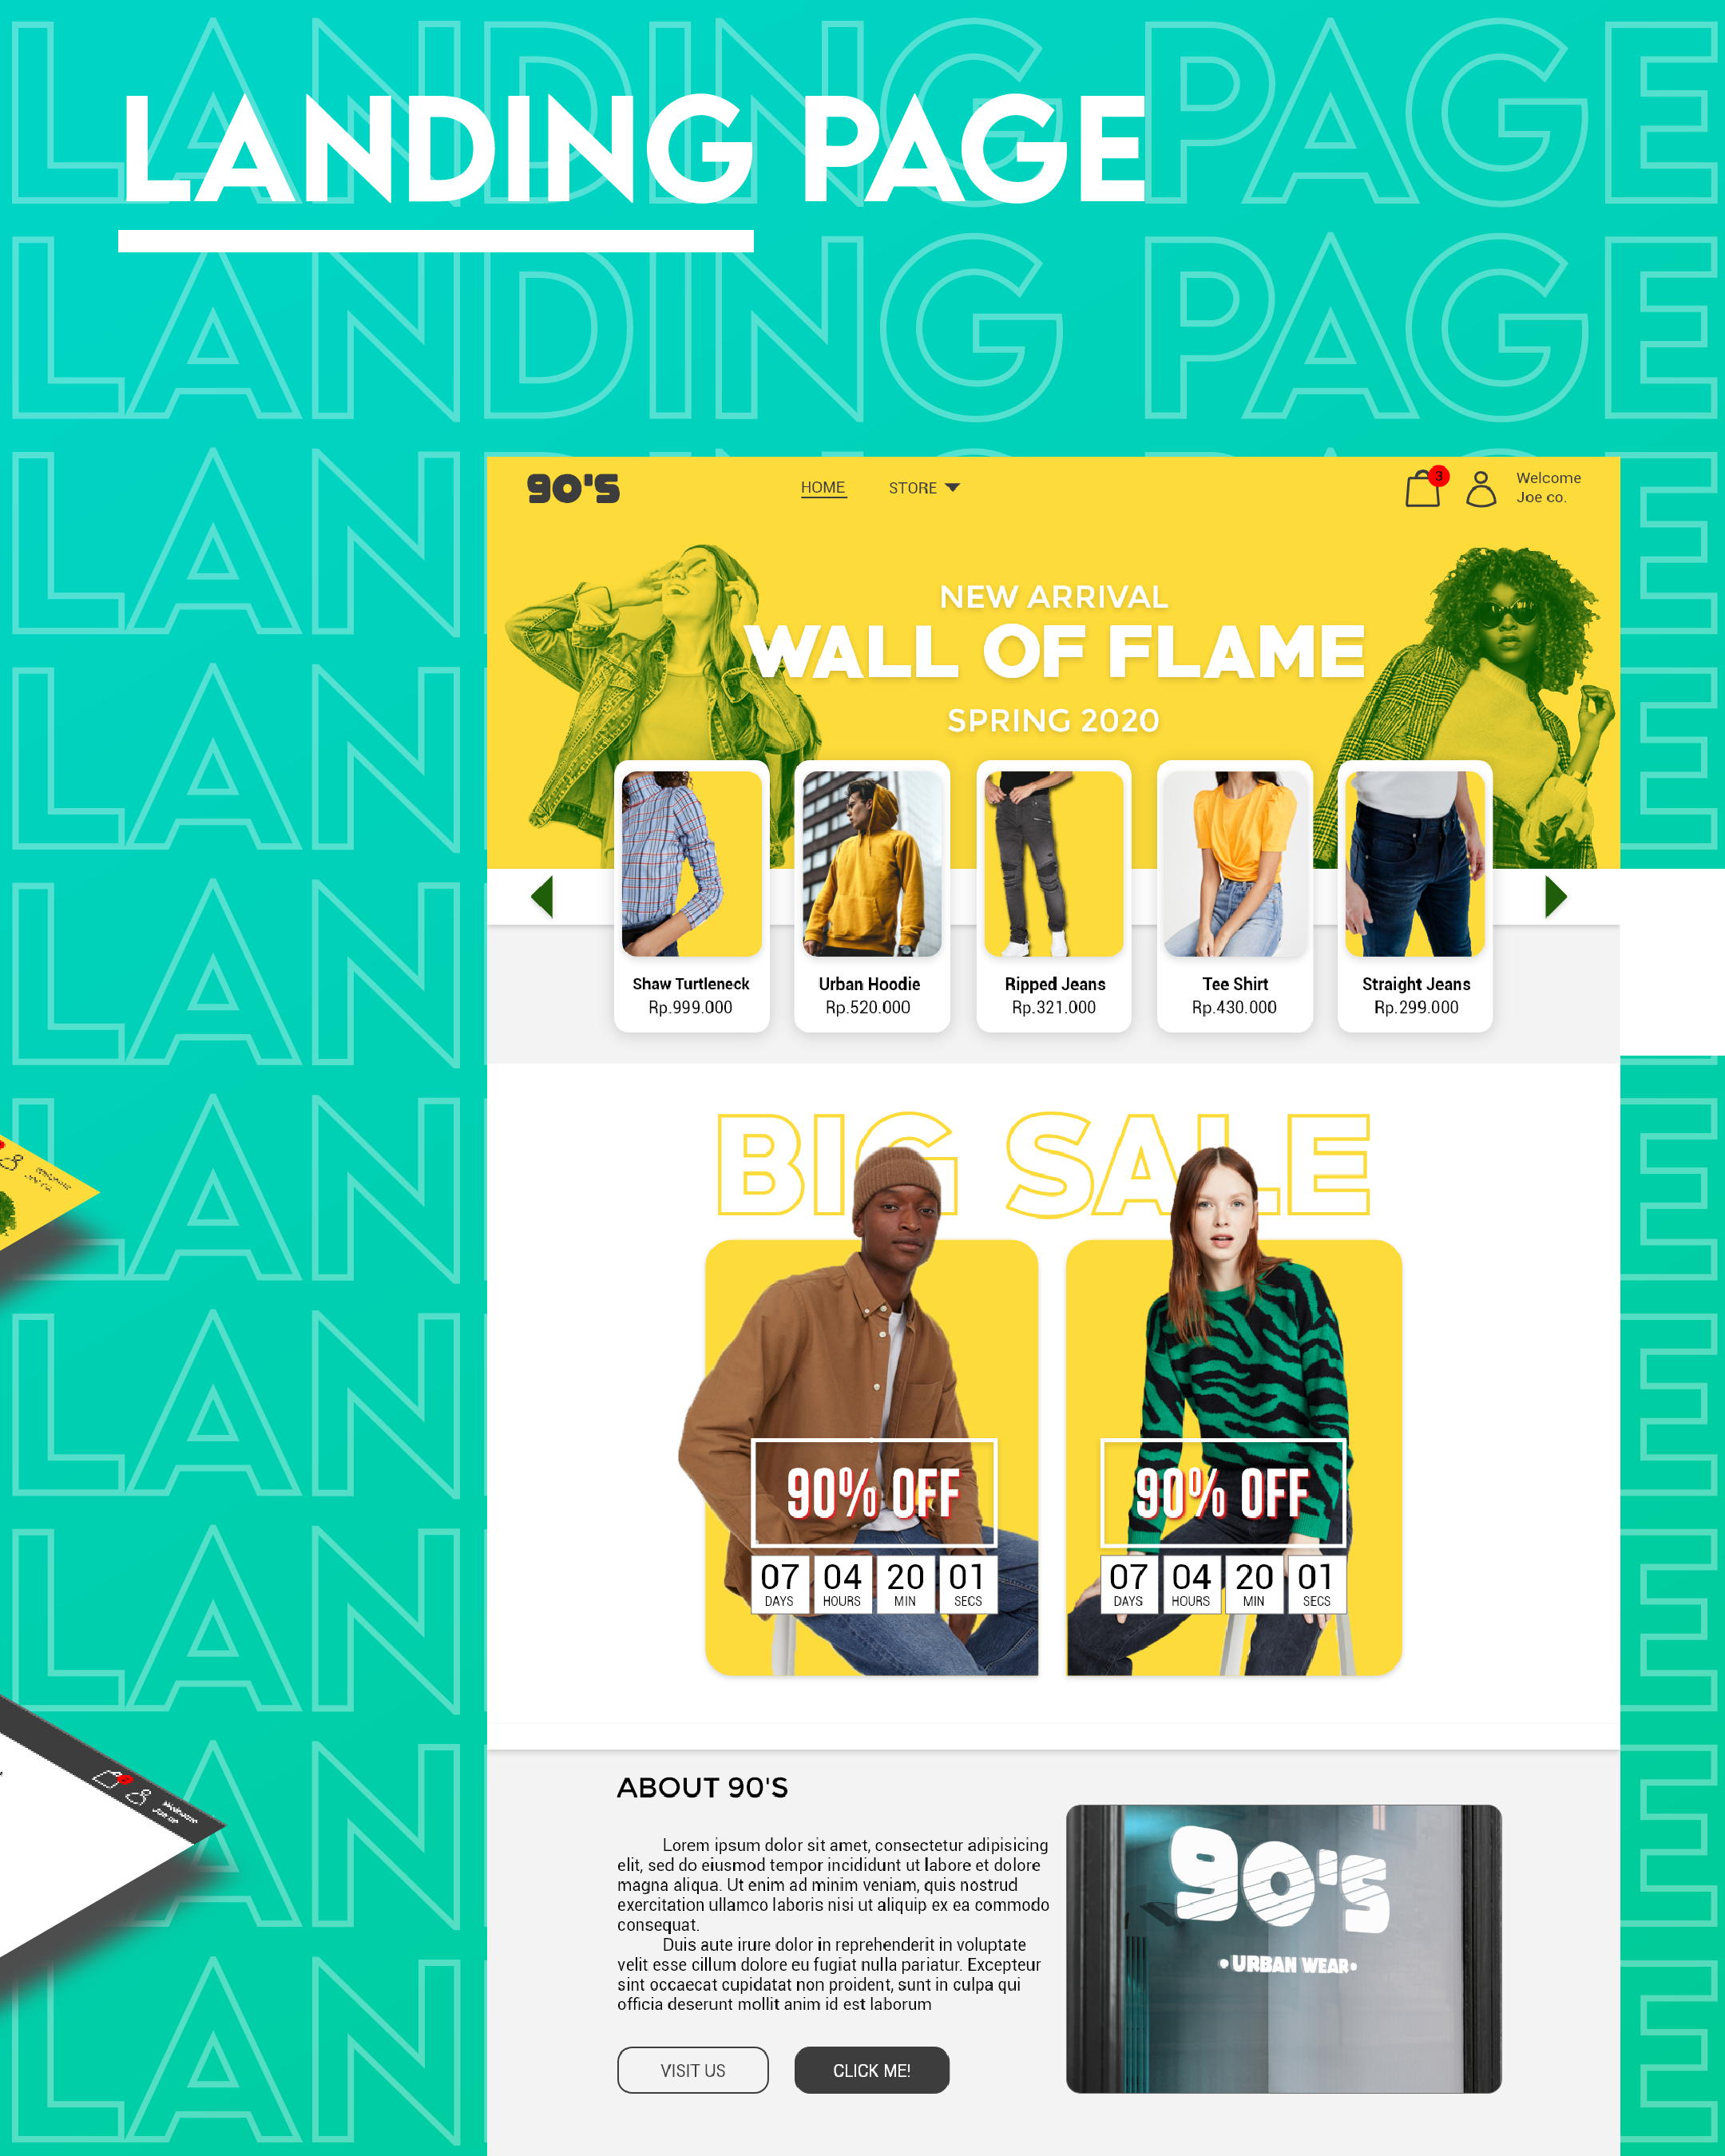 LANDING PAGE
LANDING PAGE
LANDING PAGE
90'S
HOME
STORE
3
Welcome
Joe co.
NEW ARRIVAL
WALL OF FLAME
SPRING 2020
Shaw Turtleneck
Rp.999.000
Urban Hoodie
Rp.520.000
Ripped Jeans
Rp.321.000
Tee Shirt
Rp.430.000
Straight Jeans
Rp.299.000
BIG SALE
90% OFF
07 04 20 01
DAYS HOURS MIN SECS
90% OFF
07 04 20 01
DAYS HOURS MIN SECS
ABOUT 90'S
Lorem ipsum dolor sit amet, consectetur adipisicing
elit, sed do eiusmod tempor incididunt ut labore et dolore
magna aliqua. Ut enim ad minim veniam, quis nostrud
exercitation ullamco laboris nisi ut aliquip ex ea commodo
consequat.
Duis aute irure dolor in reprehenderit in voluptate
velit esse cillum dolore eu fugiat nulla pariatur. Excepteur
sint occaecat cupidatat non proident, sunt in culpa qui
officia deserunt mollit anim id est laborum
VISIT US
CLICK ME!
90's
• URBAN WEAR •